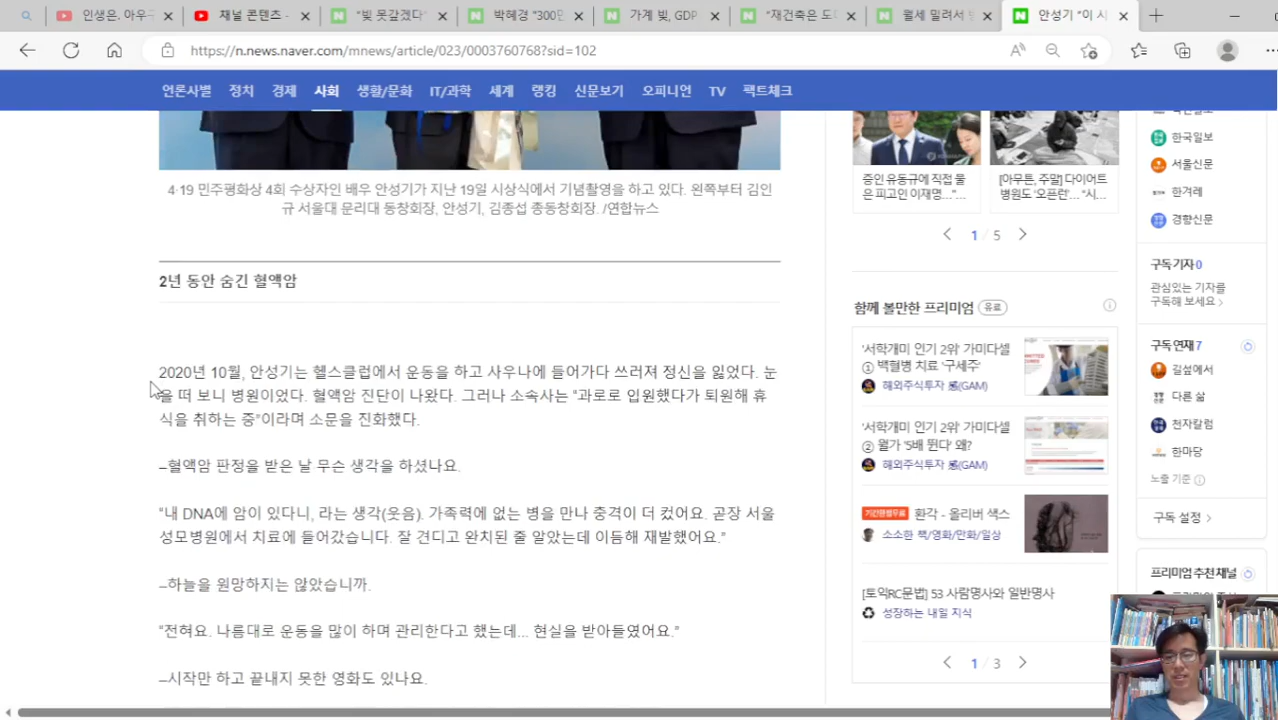 인생은. 아우
채널 콘텐츠 -
"빚 못갚겠다"
박혜경 "300만
가계 빚, GDP
"재건축은 도
월세 밀려서
안성기 "이 시
https://n.news.naver.com/mnews/article/023/0003760768?sid=102
언론사별 정치 경제 사회 생활/문화 IT/과학 세계 랭킹 신문보기 오피니언 TV 팩트체크
4·19 민주평화상 4회 수상자인 배우 안성기가 지난 19일 시상식에서 기념촬영을 하고 있다. 왼쪽부터 김인
규 서울대 문리대 동창회장, 안성기, 김종섭 총동창회장. /연합뉴스
2년 동안 숨긴 혈액암
2020년 10월, 안성기는 헬스클럽에서 운동을 하고 사우나에 들어가다 쓰러져 정신을 잃었다. 눈
을 떠 보니 병원이었다. 혈액암 진단이 나왔다. 그러나 소속사는 "과로로 입원했다가 퇴원해 휴
식을 취하는 중"이라며 소문을 진화했다.
–혈액암 판정을 받은 날 무슨 생각을 하셨나요.
"내 DNA에 암이 있다니, 라는 생각(웃음). 가족력에 없는 병을 만나 충격이 더 컸어요. 곧장 서울
성모병원에서 치료에 들어갔습니다. 잘 견디고 완치된 줄 알았는데 이듬해 재발했어요."
–하늘을 원망하지는 않았습니까.
"전혀요. 나름대로 운동을 많이 하며 관리한다고 했는데... 현실을 받아들였어요."
–시작만 하고 끝내지 못한 영화도 있나요.
증인 유동규에 직접 물
은 피고인 이재명..."...
[아무튼, 주말] 다이어트
병원도 '오픈런'... "시...
1 / 5
함께 볼만한 프리미엄 유료
'서학개미 인기 2위' 가미다셀
① 백혈병 치료 '구세주'
해외주식투자 感(GAM)
'서학개미 인기 2위' 가미다셀
② 월가 '5배 뛴다' 왜?
해외주식투자 感(GAM)
기간한정무료 환각 - 올리버 색스
소소한 책/영화/만화/일상
[토익RC문법] 53 사람명사와 일반명사
성장하는 내일 지식
1 / 3
한국일보
서울신문
한겨레
경향신문
구독 기자 0
관심있는 기자를
구독해 보세요
구독 연재 7
길섶에서
다른 삶
천자칼럼
한마당
노출 기준
구독 설정
프리미엄 추천 채널